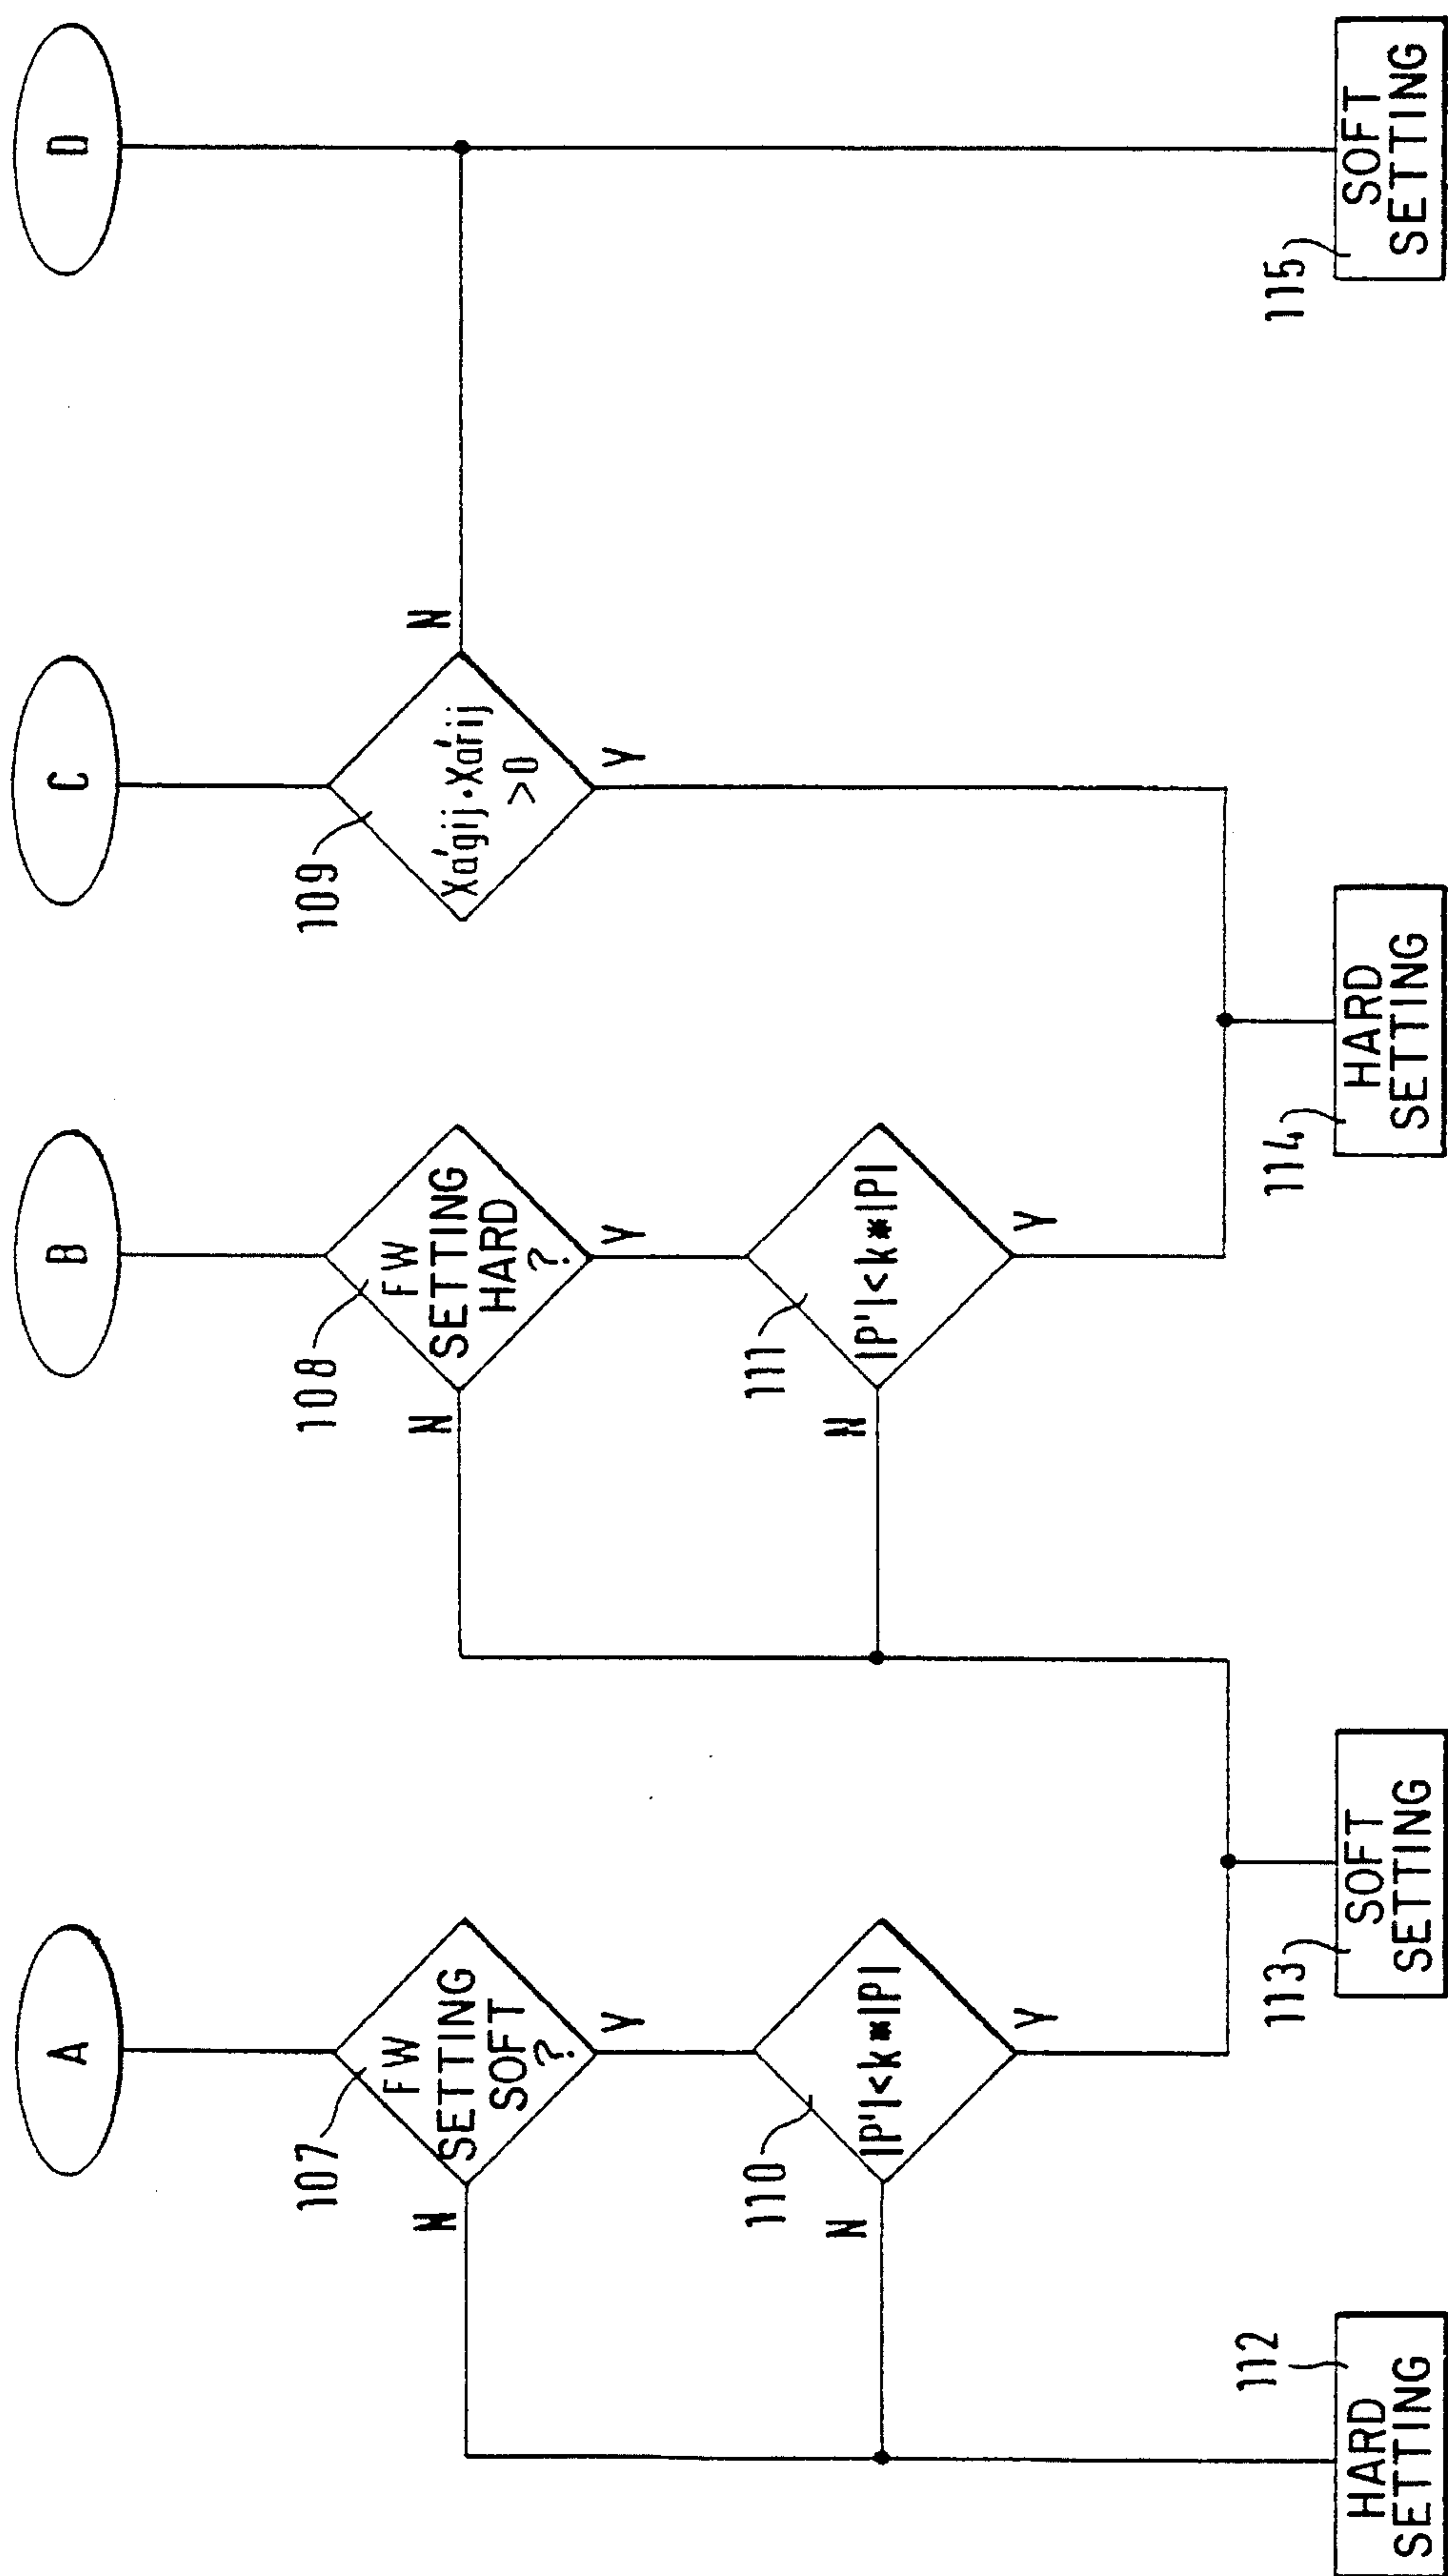 A
B
C
D
107
FW
SETTING
SOFT
?
N
Y
108
FW
SETTING
HARD
?
N
Y
109
Xa'gij·Xa'rij
>0
N
Y
110
|P'|<k*|P|
N
Y
111
|P'|<k*|P|
N
Y
112
HARD
SETTING
113
SOFT
SETTING
114
HARD
SETTING
115
SOFT
SETTING